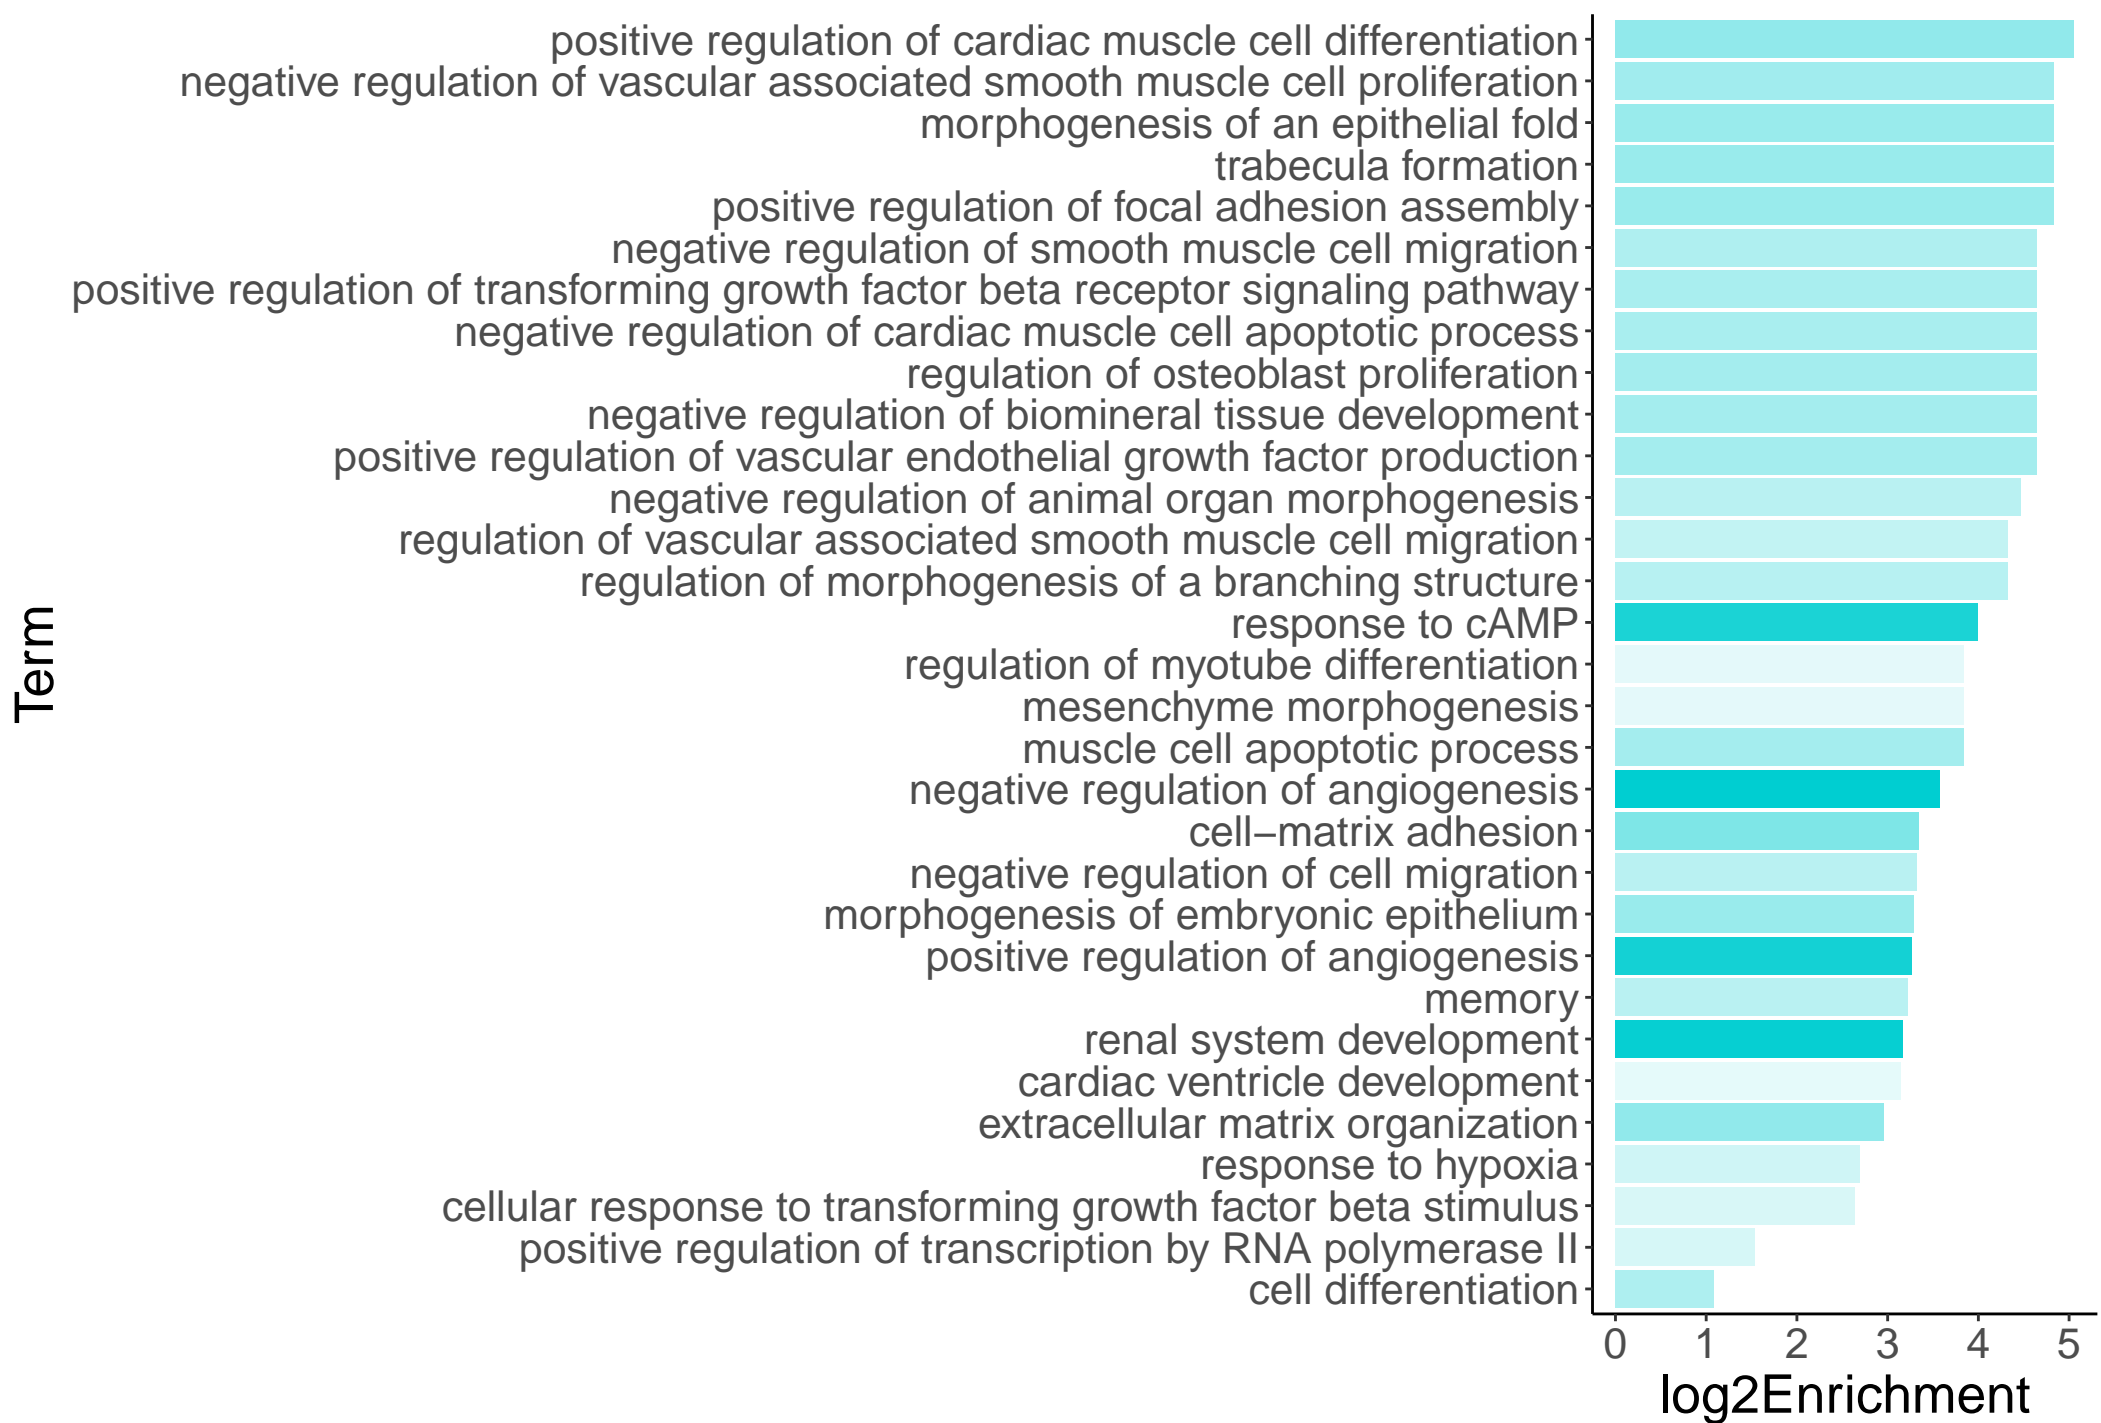 positive regulation of cardiac muscle cell differentiation
negative regulation of vascular associated smooth muscle cell proliferation
morphogenesis of an epithelial fold
trabecula formation
positive regulation of focal adhesion assembly
negative regulation of smooth muscle cell migration
positive regulation of transforming growth factor beta receptor signaling pathway
negative regulation of cardiac muscle cell apoptotic process
regulation of osteoblast proliferation
negative regulation of biomineral tissue development
positive regulation of vascular endothelial growth factor production
negative regulation of animal organ morphogenesis
regulation of vascular associated smooth muscle cell migration
regulation of morphogenesis of a branching structure
response to cAMP
regulation of myotube differentiation
mesenchyme morphogenesis
muscle cell apoptotic process
negative regulation of angiogenesis
cell−matrix adhesion
negative regulation of cell migration
morphogenesis of embryonic epithelium
positive regulation of angiogenesis
memory
renal system development
cardiac ventricle development
extracellular matrix organization
response to hypoxia
cellular response to transforming growth factor beta stimulus
positive regulation of transcription by RNA polymerase II
cell differentiation
Term
0 1 2 3 4 5
log2Enrichment